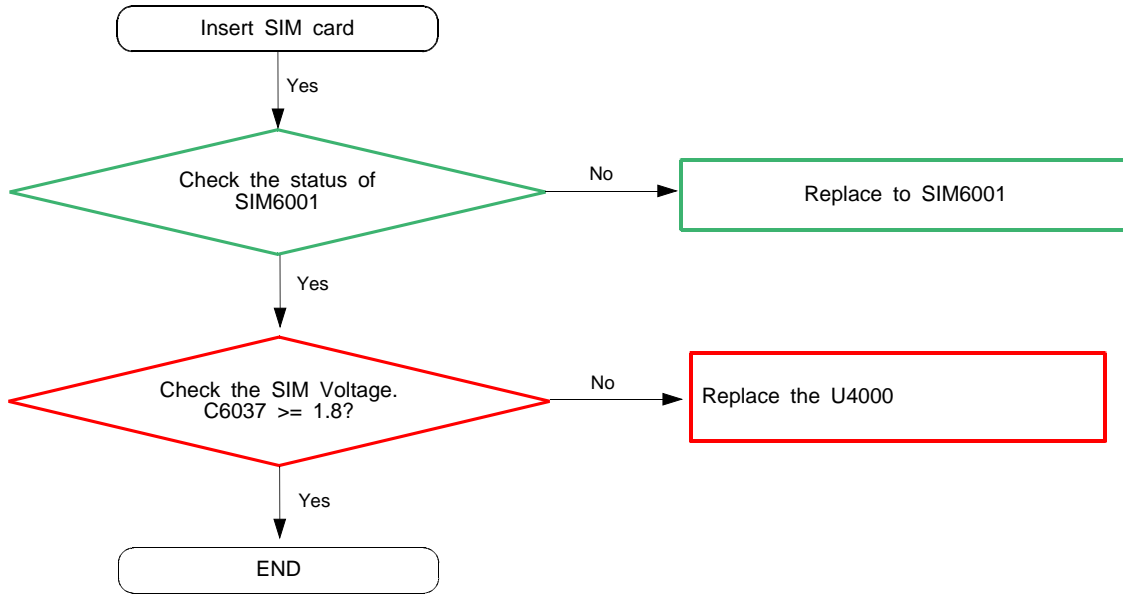 Insert SIM card
Yes
Check the status of
SIM6001
No
Replace to SIM6001
Yes
Check the SIM Voltage.
C6037 >= 1.8?
No
Replace the U4000
Yes
END